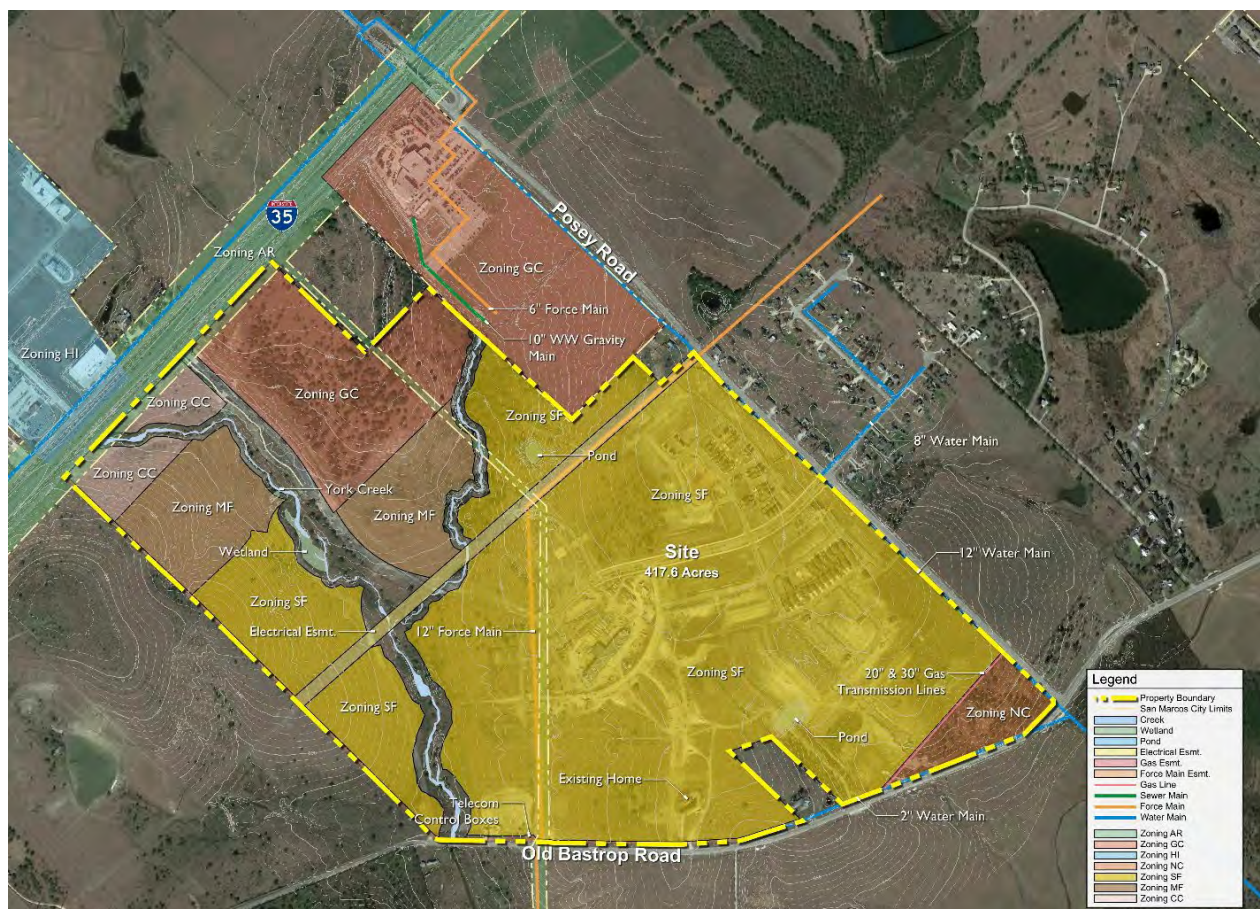 INTERSTATE
35
Zoning AR
Posey Road
Zoning GC
6" Force Main
10" WW Gravity
Main
Zoning HI
Zoning CC
Zoning GC
Zoning SF
Pond
8" Water Main
Zoning CC
York Creek
Zoning MF
Zoning MF
Zoning SF
Wetland
Site
417.6 Acres
12" Water Main
Zoning SF
Electrical Esmt.
12" Force Main
20" & 30" Gas
Transmission Lines
Zoning SF
Zoning SF
Zoning NC
Pond
Existing Home
Telecom
Control Boxes
2" Water Main
Old Bastrop Road
Legend
Property Boundary
San Marcos City Limits
Creek
Wetland
Pond
Electrical Esmt.
Gas Esmt.
Force Main Esmt.
Gas Line
Sewer Main
Force Main
Water Main
Zoning AR
Zoning GC
Zoning HI
Zoning NC
Zoning SF
Zoning MF
Zoning CC